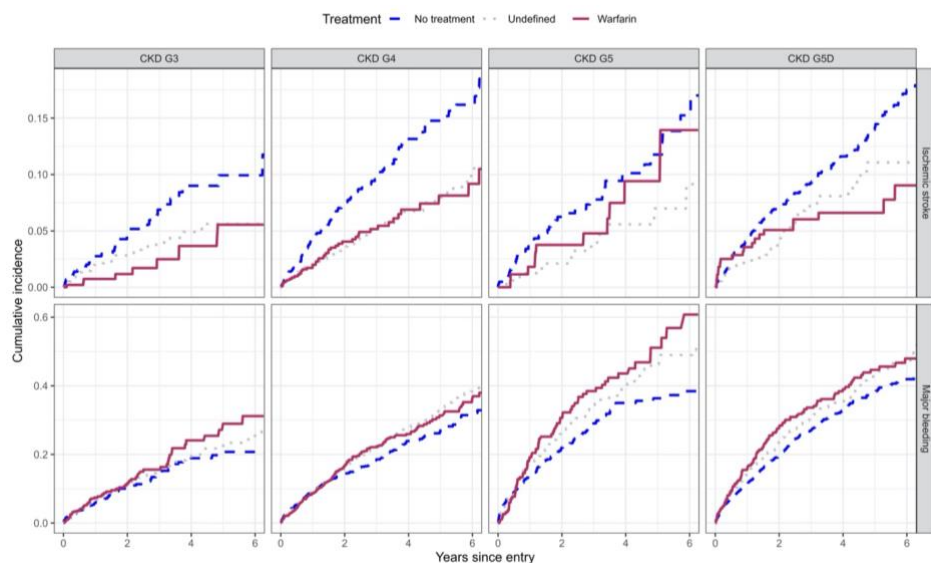 Treatment No treatment Undefined Warfarin
CKD G3 CKD G4 CKD G5 CKD G5D
0.15
0.10
0.05
0.00
Ischemic stroke
Cumulative incidence
0.6
0.4
0.2
0.0
Major bleeding
0 2 4 6 0 2 4 6 0 2 4 6 0 2 4 6
Years since entry